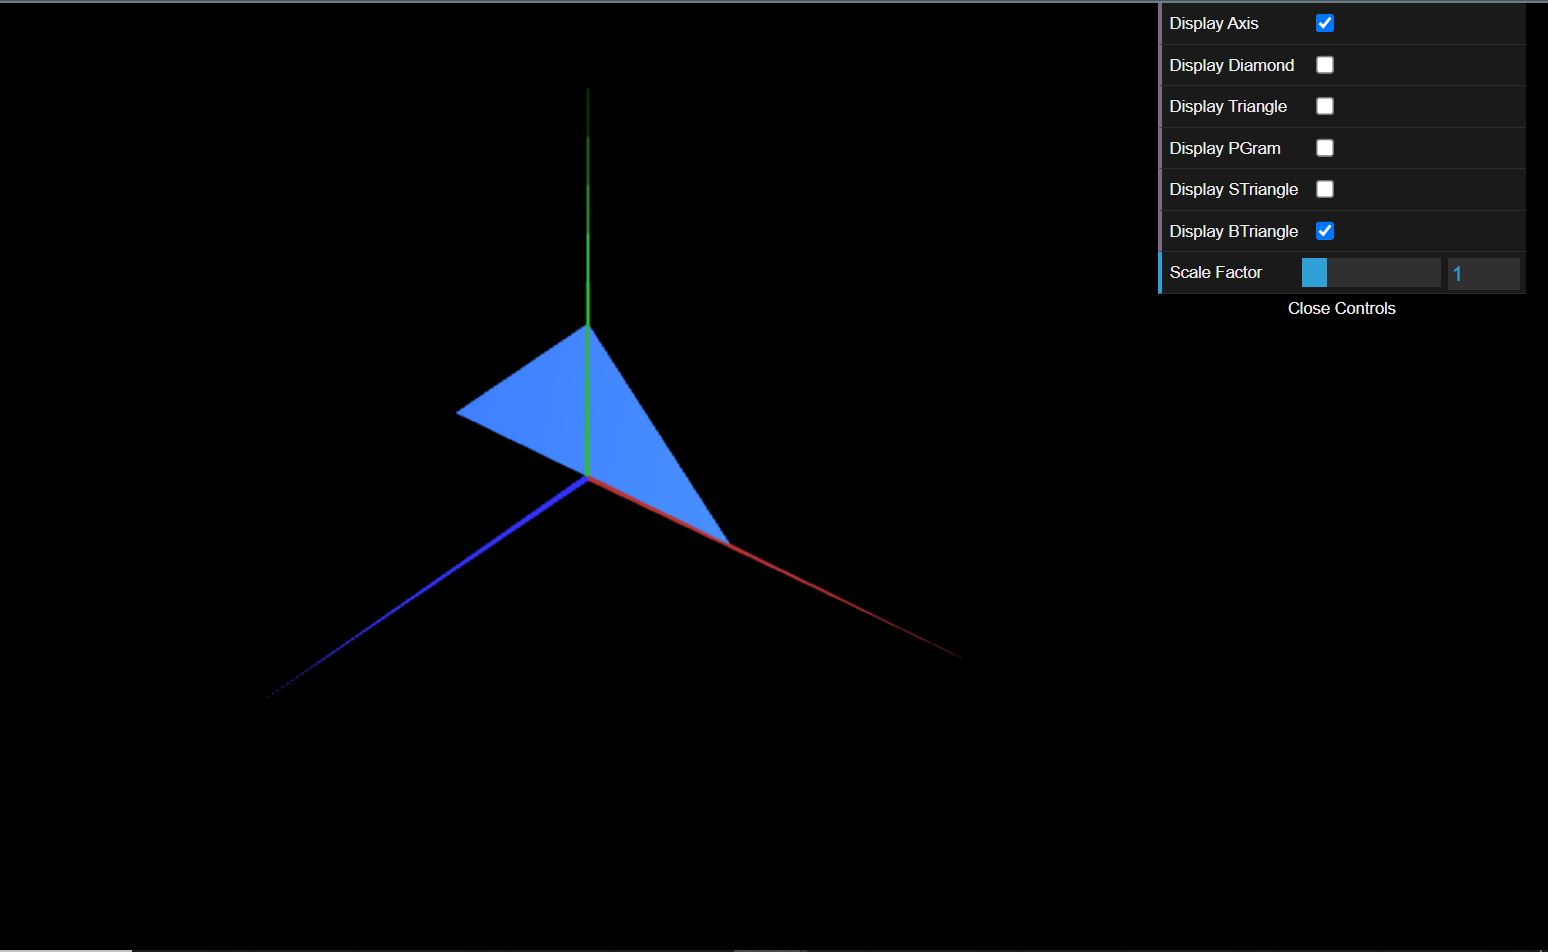 Display Axis
Display Diamond
Display Triangle
Display PGram
Display STriangle
Display BTriangle
Scale Factor 1
Close Controls